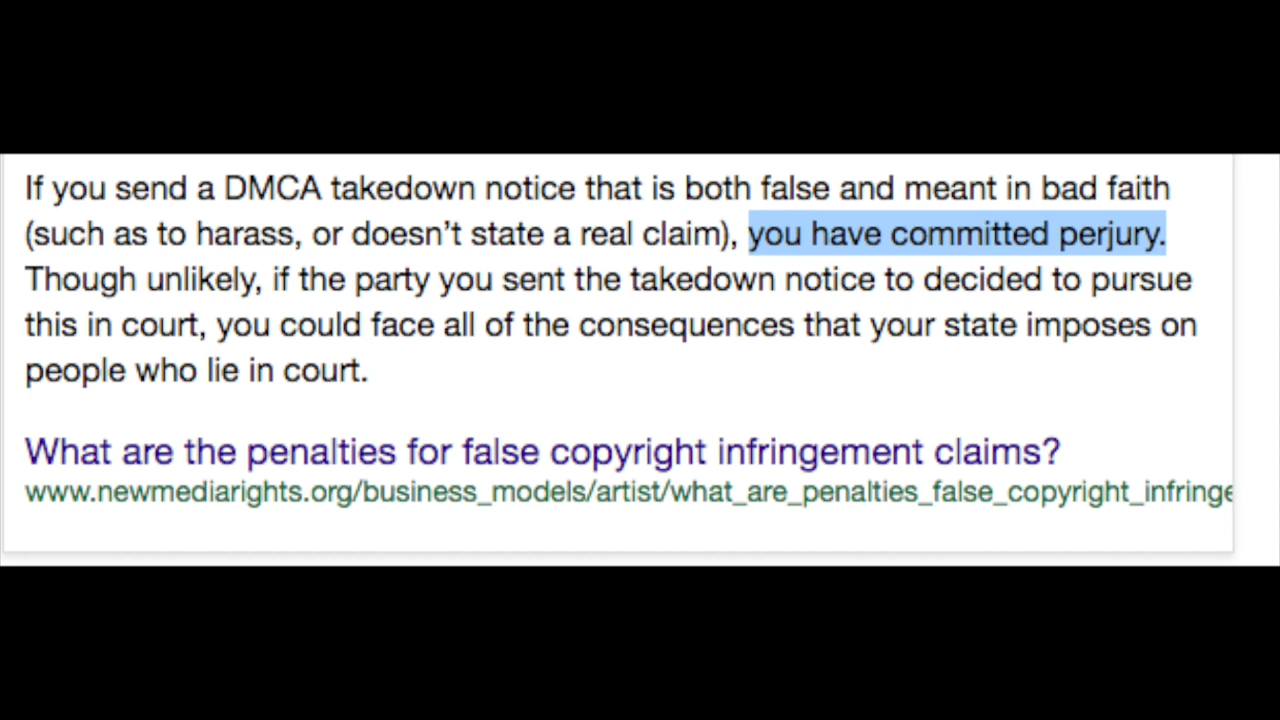 If you send a DMCA takedown notice that is both false and meant in bad faith
(such as to harass, or doesn’t state a real claim), you have committed perjury.
Though unlikely, if the party you sent the takedown notice to decided to pursue
this in court, you could face all of the consequences that your state imposes on
people who lie in court.
What are the penalties for false copyright infringement claims?
www.newmediarights.org/business_models/artist/what_are_penalties_false_copyright_infringe